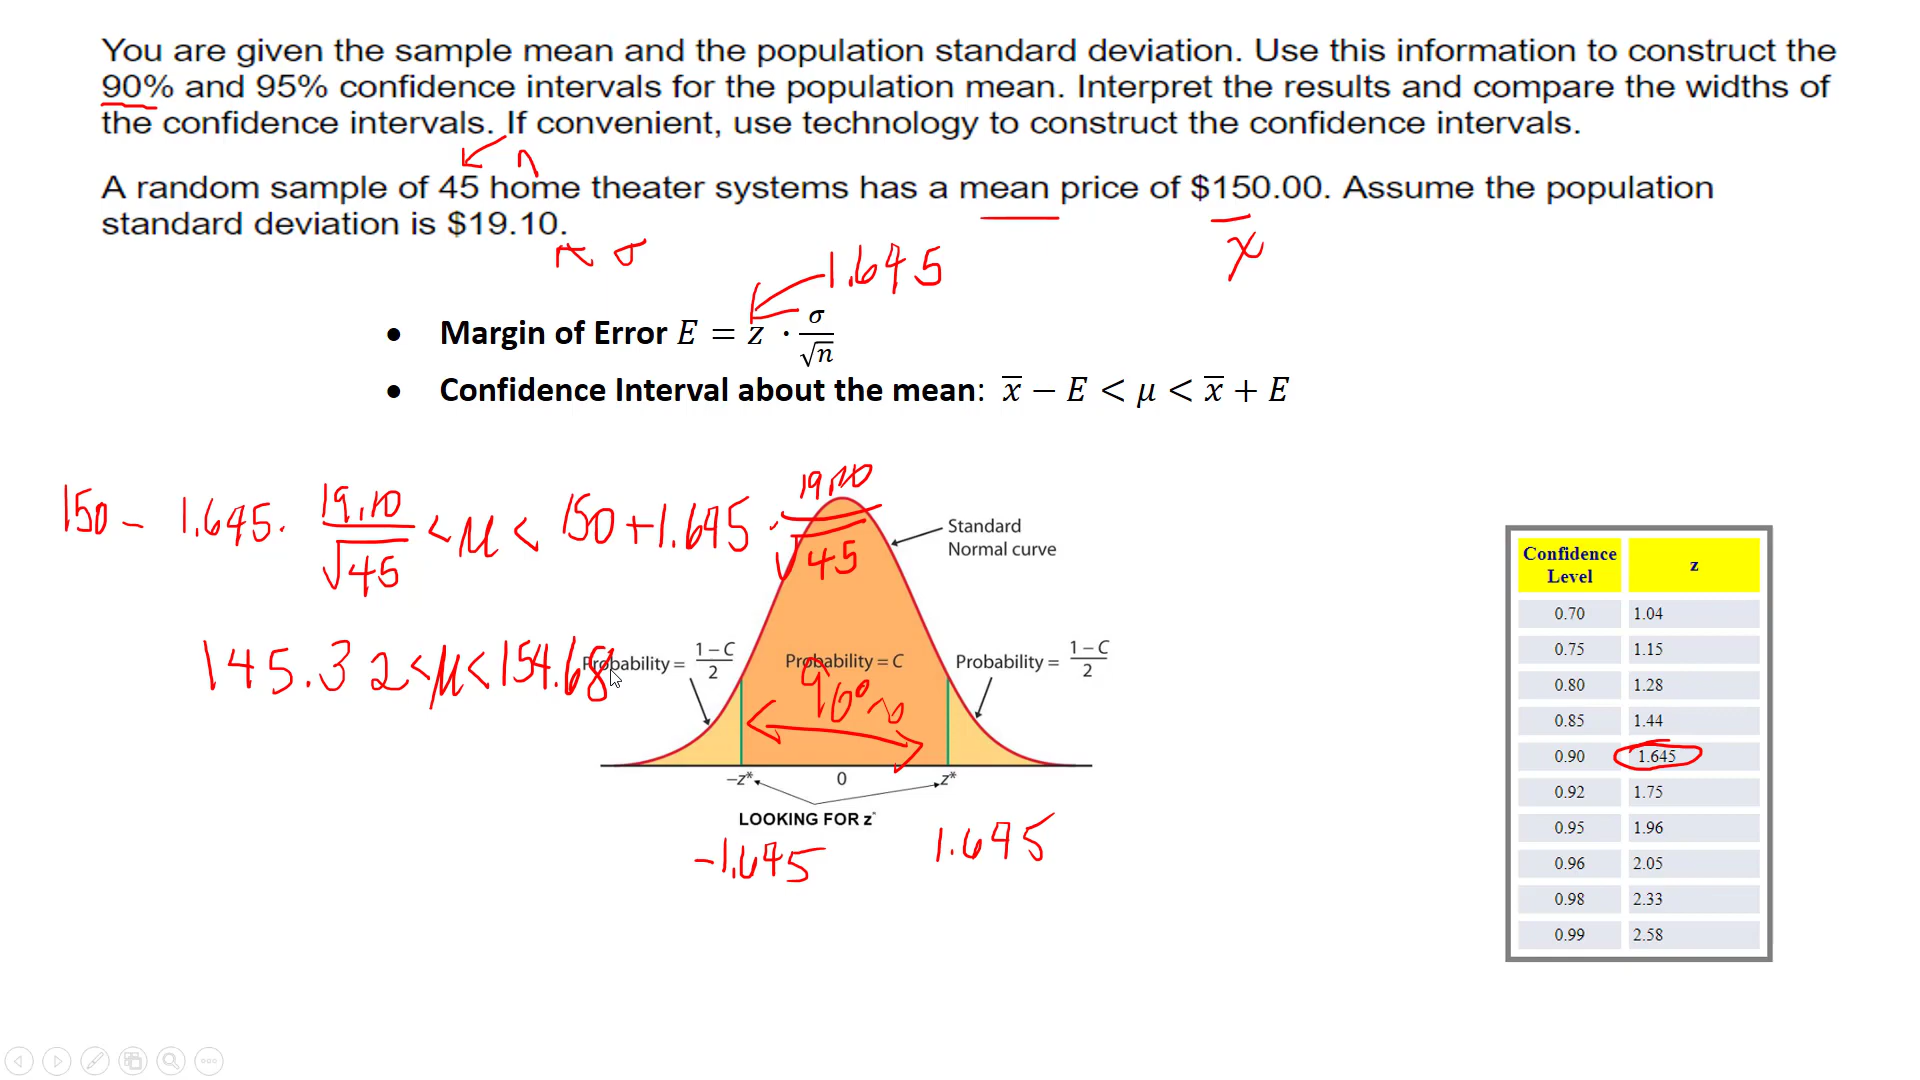 You are given the sample mean and the population standard deviation. Use this information to construct the
90% and 95% confidence intervals for the population mean. Interpret the results and compare the widths of
the confidence intervals. If convenient, use technology to construct the confidence intervals.
n
A random sample of 45 home theater systems has a mean price of $150.00. Assume the population
standard deviation is $19.10.
σ
x̄
1.645
• Margin of Error E = z · σ/√n
• Confidence Interval about the mean: x̄ − E < μ < x̄ + E
150 − 1.645 · 19.10/√45 < μ < 150 + 1.645 · 19.10/√45
145.32 < μ < 154.68
Standard
Normal curve
Probability = (1 − C)/2
Probability = C
Probability = (1 − C)/2
90%
−z* 0 z*
LOOKING FOR z*
−1.645 1.645
Confidence Level z
0.70 1.04
0.75 1.15
0.80 1.28
0.85 1.44
0.90 1.645
0.92 1.75
0.95 1.96
0.96 2.05
0.98 2.33
0.99 2.58